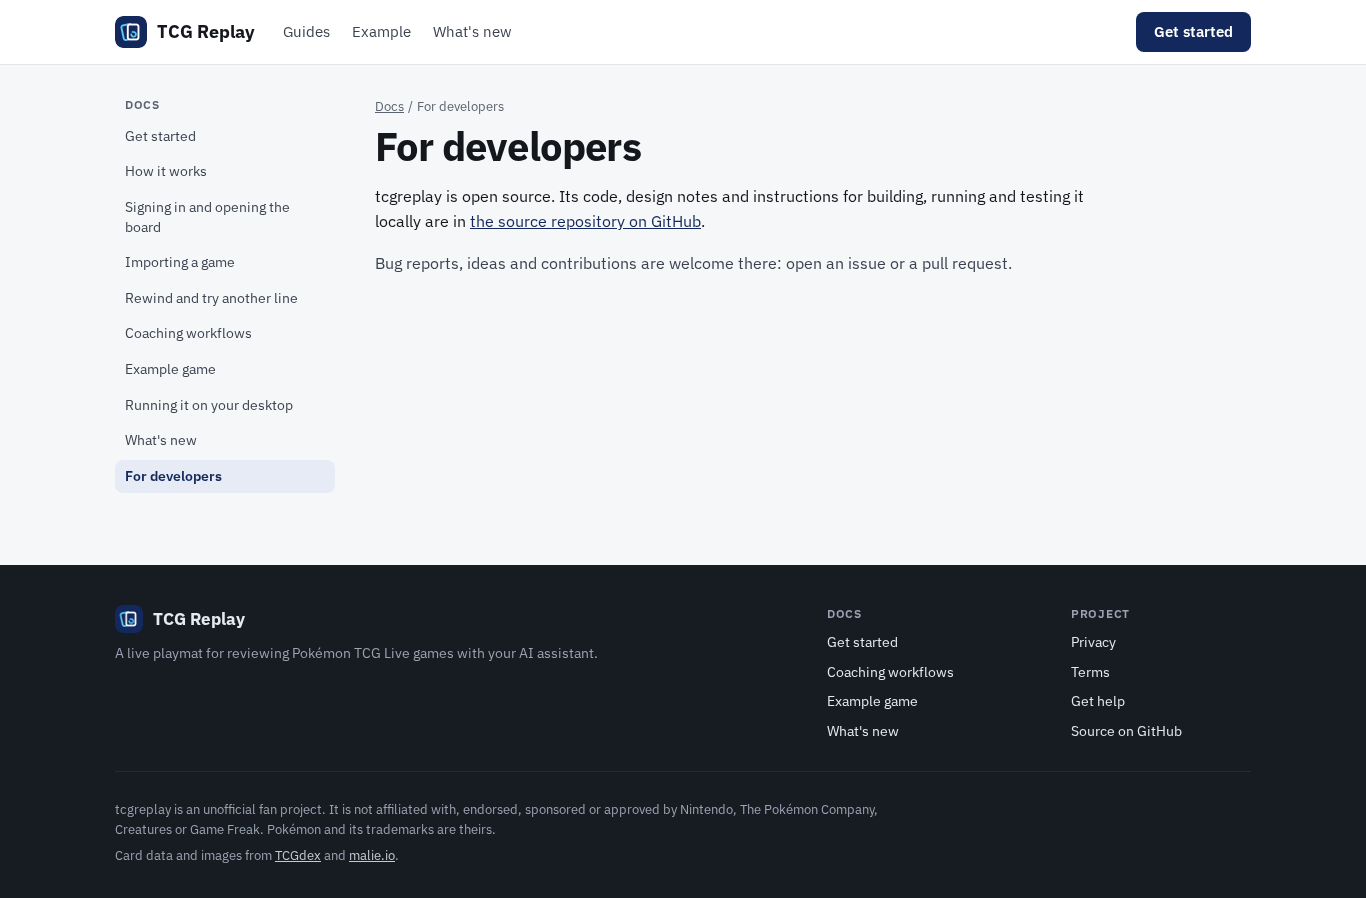 TCG Replay
Guides
Example
What's new
Get started
DOCS
Get started
How it works
Signing in and opening the
board
Importing a game
Rewind and try another line
Coaching workflows
Example game
Running it on your desktop
What's new
For developers
Docs / For developers
For developers
tcgreplay is open source. Its code, design notes and instructions for building, running and testing it
locally are in the source repository on GitHub.
Bug reports, ideas and contributions are welcome there: open an issue or a pull request.
TCG Replay
A live playmat for reviewing Pokémon TCG Live games with your AI assistant.
DOCS
Get started
Coaching workflows
Example game
What's new
PROJECT
Privacy
Terms
Get help
Source on GitHub
tcgreplay is an unofficial fan project. It is not affiliated with, endorsed, sponsored or approved by Nintendo, The Pokémon Company,
Creatures or Game Freak. Pokémon and its trademarks are theirs.
Card data and images from TCGdex and malie.io.